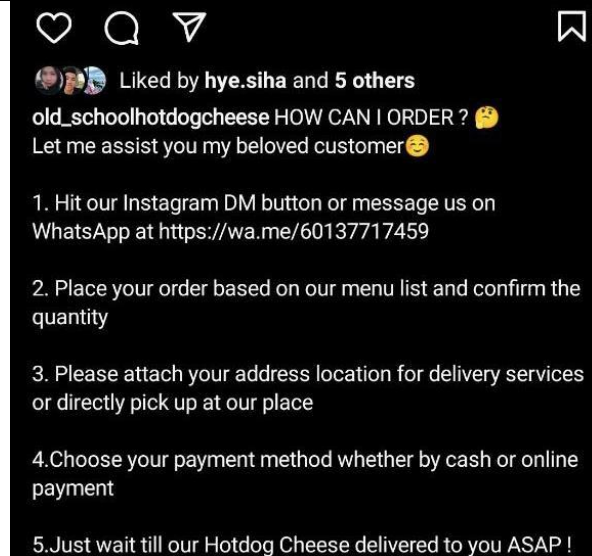 Liked by hye.siha and 5 others
old_schoolhotdogcheese HOW CAN I ORDER ? 🤔
Let me assist you my beloved customer☺️
1. Hit our Instagram DM button or message us on
WhatsApp at https://wa.me/60137717459
2. Place your order based on our menu list and confirm the
quantity
3. Please attach your address location for delivery services
or directly pick up at our place
4.Choose your payment method whether by cash or online
payment
5.Just wait till our Hotdog Cheese delivered to you ASAP !